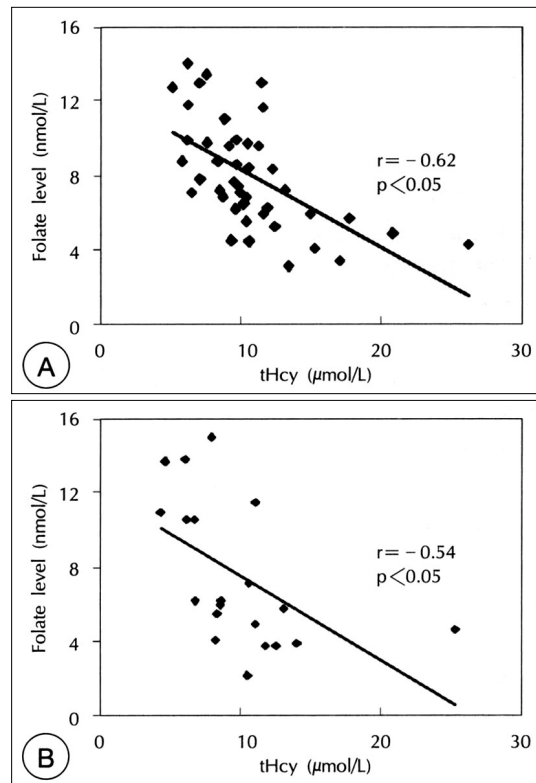 16
12
8
4
0
Folate level (nmol/L)
r= – 0.62
p<0.05
0
10
20
30
tHcy (μmol/L)
A
16
12
8
4
0
Folate level (nmol/L)
r= – 0.54
p<0.05
0
10
20
30
tHcy (μmol/L)
B